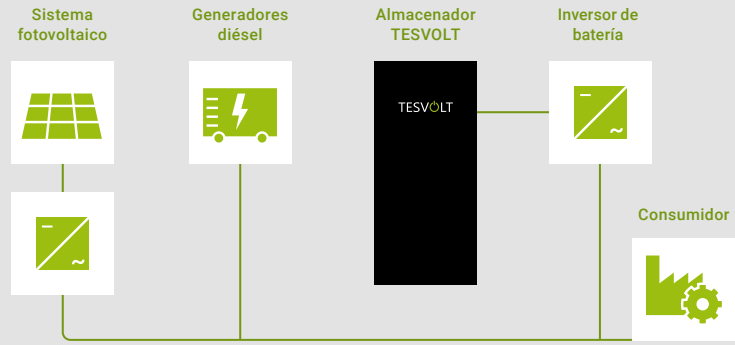 Sistema
fotovoltaico
Generadores
diésel
Almacenador
TESVOLT
Inversor de
batería
TESVOLT
Consumidor